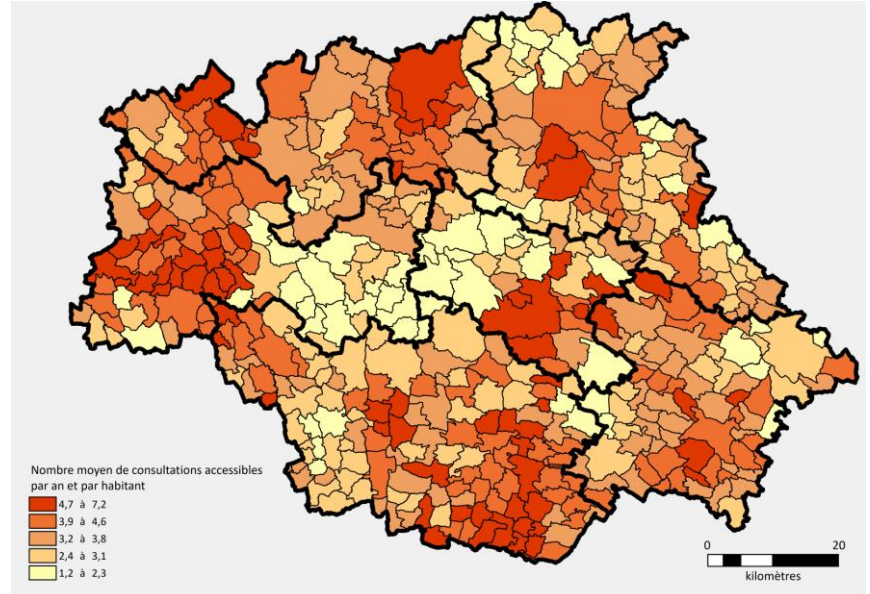 Nombre moyen de consultations accessibles
par an et par habitant
4,7 à 7,2
3,9 à 4,6
3,2 à 3,8
2,4 à 3,1
1,2 à 2,3
0 20
kilomètres